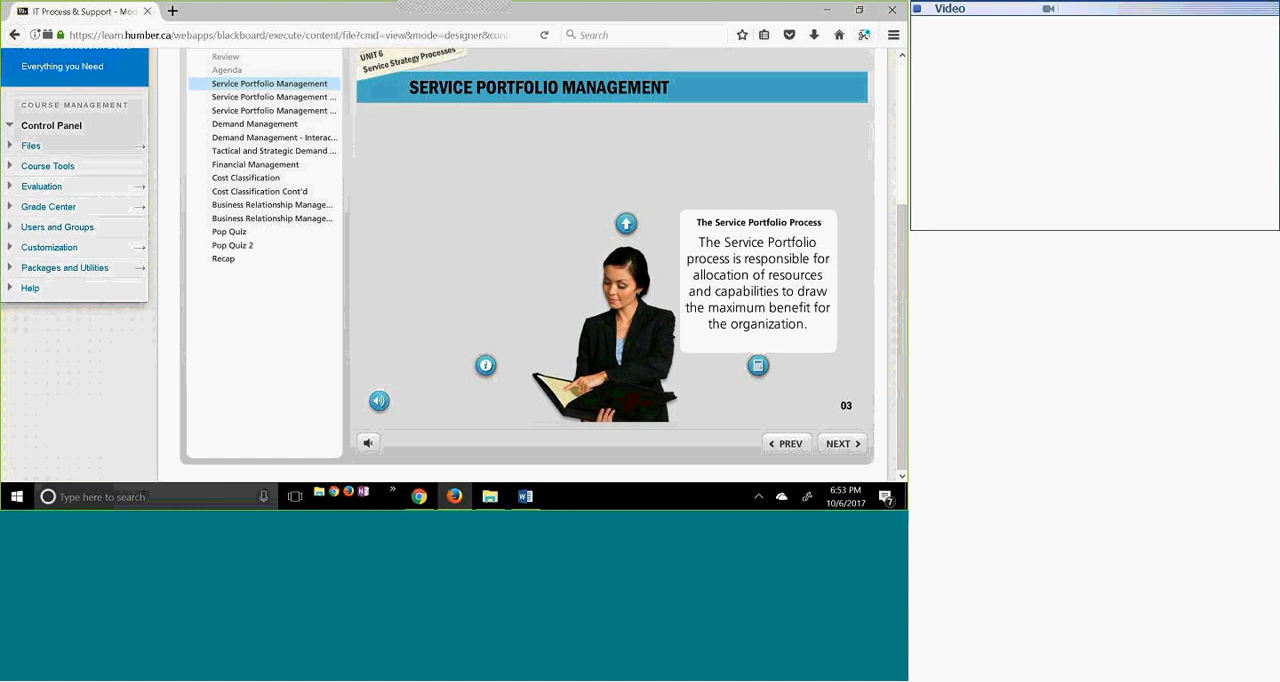 IT Process & Support - Mod
Video
https://learn.humber.ca/webapps/blackboard/execute/content/file?cmd=view&mode=designer&cont
Search
Everything you Need
COURSE MANAGEMENT
Control Panel
Files
Course Tools
Evaluation
Grade Center
Users and Groups
Customization
Packages and Utilities
Help
Review
Agenda
Service Portfolio Management
Service Portfolio Management ...
Service Portfolio Management ...
Demand Management
Demand Management - Interac...
Tactical and Strategic Demand ...
Financial Management
Cost Classification
Cost Classification Cont'd
Business Relationship Manage...
Business Relationship Manage...
Pop Quiz
Pop Quiz 2
Recap
UNIT 6
Service Strategy Processes
SERVICE PORTFOLIO MANAGEMENT
The Service Portfolio Process
The Service Portfolio
process is responsible for
allocation of resources
and capabilities to draw
the maximum benefit for
the organization.
03
PREV
NEXT
Type here to search
6:53 PM
10/6/2017
7